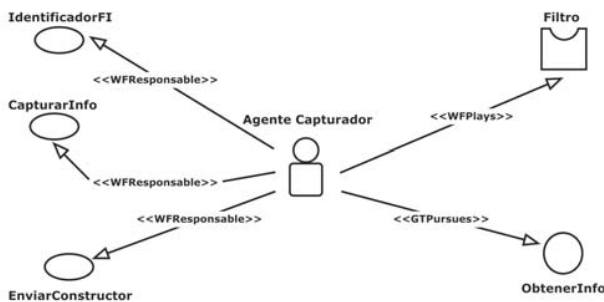 IdentificadorFI
Filtro
<<WFResponsable>>
CapturarInfo
Agente Capturador
<<WFPlays>>
<<WFResponsable>>
<<WFResponsable>>
<<GTPursues>>
EnviarConstructor
ObtenerInfo